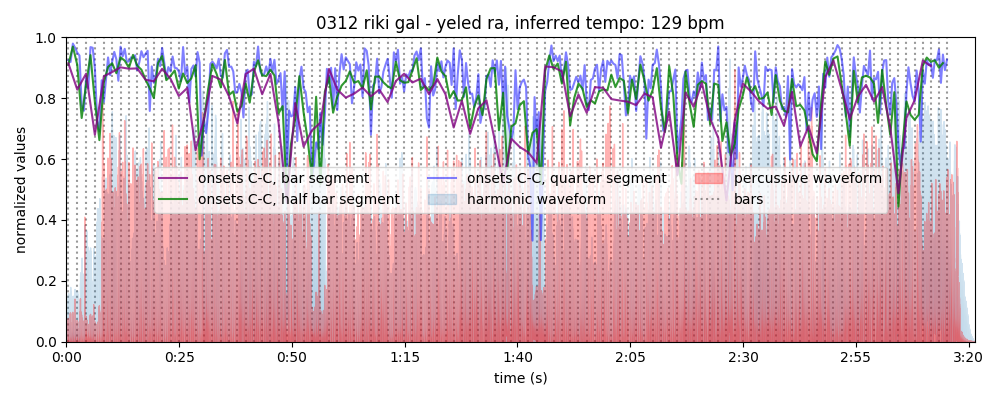 0312 riki gal - yeled ra, inferred tempo: 129 bpm
normalized values
1.0
0.8
0.6
0.4
0.2
0.0
onsets C-C, bar segment
onsets C-C, half bar segment
onsets C-C, quarter segment
harmonic waveform
percussive waveform
bars
0:00 0:25 0:50 1:15 1:40 2:05 2:30 2:55 3:20
time (s)